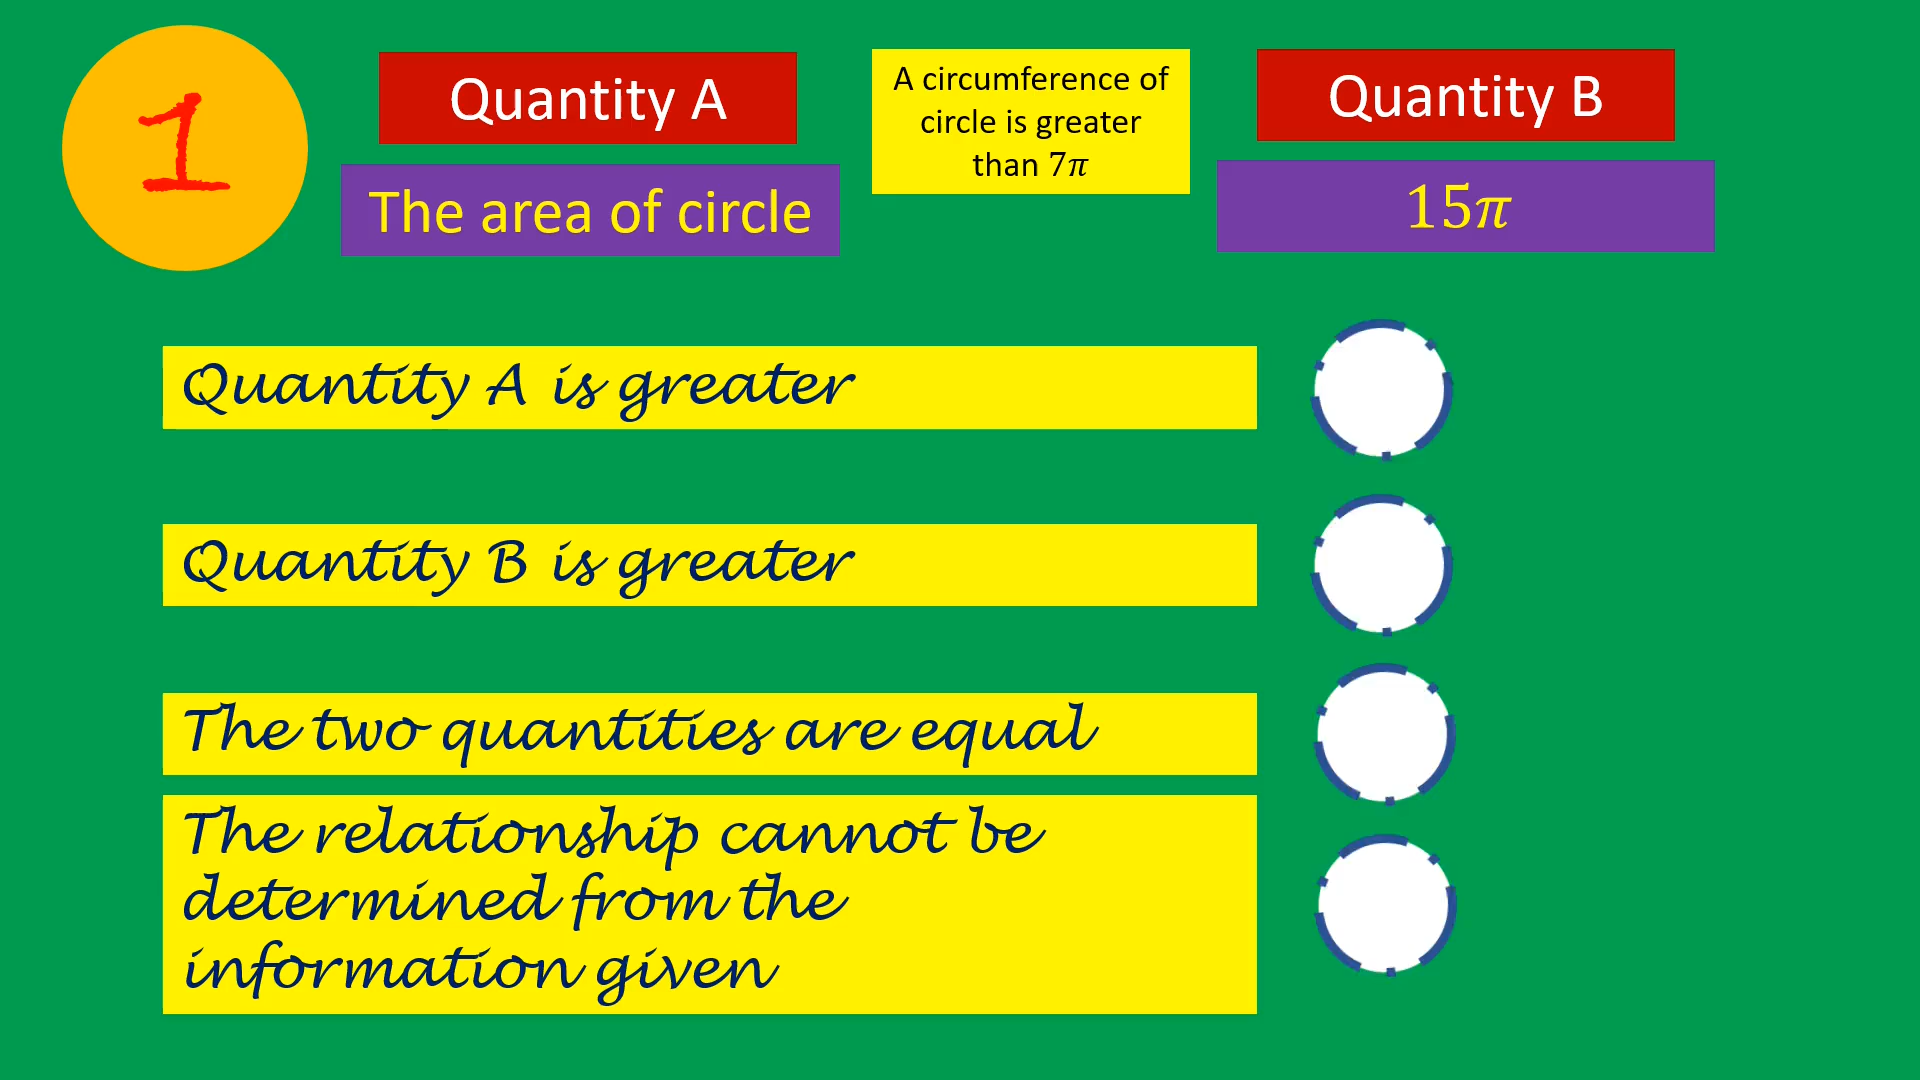 1
Quantity A
The area of circle
A circumference of
circle is greater
than 7π
Quantity B
15π
Quantity A is greater
Quantity B is greater
The two quantities are equal
The relationship cannot be
determined from the
information given